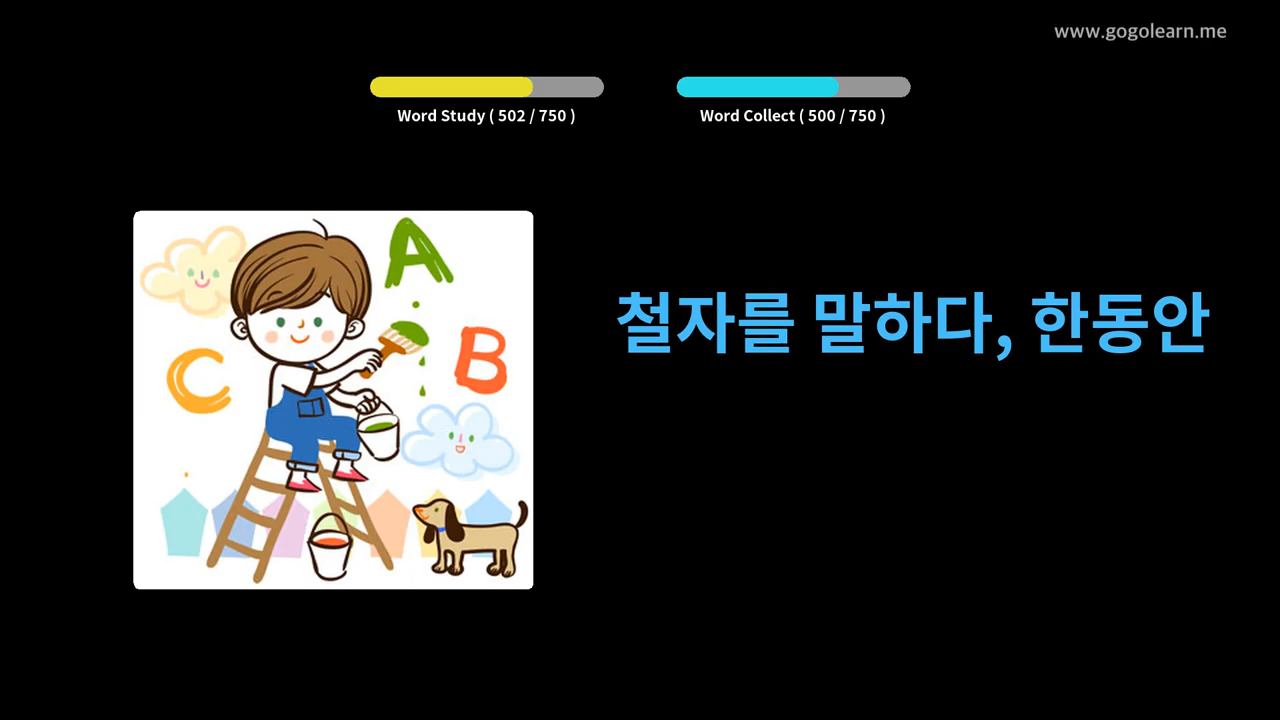 www.gogolearn.me
Word Study ( 502 / 750 )
Word Collect ( 500 / 750 )
A
B
C
철자를 말하다, 한동안